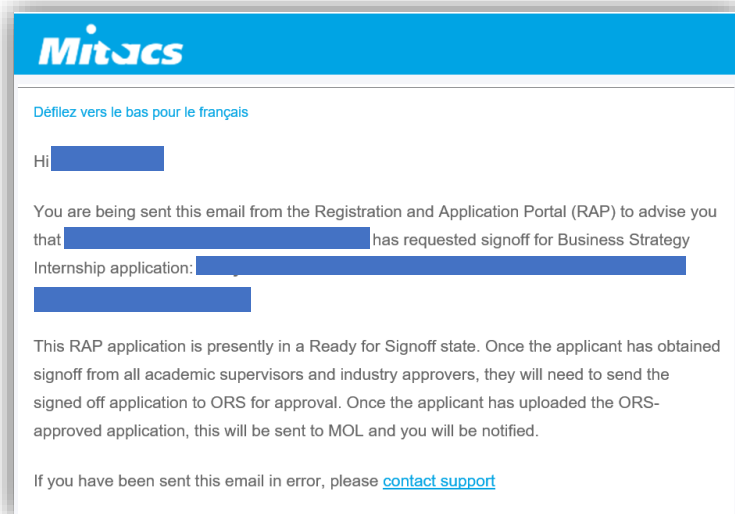 Mitacs
Défilez vers le bas pour le français
Hi
You are being sent this email from the Registration and Application Portal (RAP) to advise you
that has requested signoff for Business Strategy
Internship application:
This RAP application is presently in a Ready for Signoff state. Once the applicant has obtained
signoff from all academic supervisors and industry approvers, they will need to send the
signed off application to ORS for approval. Once the applicant has uploaded the ORS-
approved application, this will be sent to MOL and you will be notified.
If you have been sent this email in error, please contact support